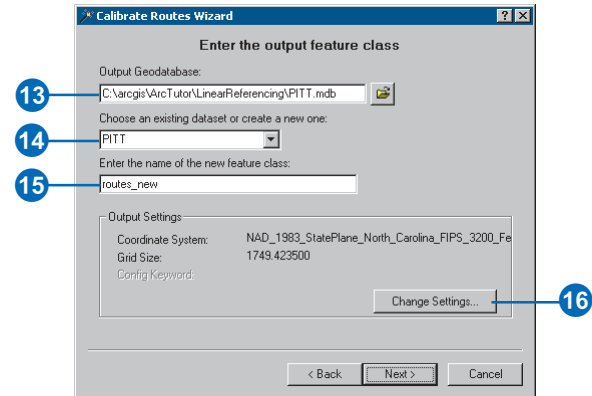 Calibrate Routes Wizard
Enter the output feature class
Output Geodatabase:
13
C:\arcgis\ArcTutor\LinearReferencing\PITT.mdb
Choose an existing dataset or create a new one:
14
PITT
Enter the name of the new feature class:
15
routes_new
Output Settings
Coordinate System: NAD_1983_StatePlane_North_Carolina_FIPS_3200_Fe
Grid Size: 1749.423500
Config Keyword:
Change Settings... 16
< Back Next > Cancel